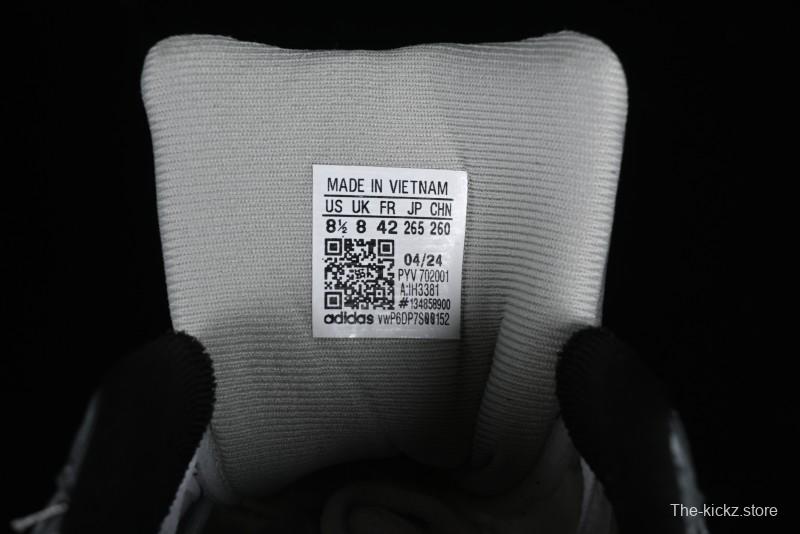 MADE IN VIETNAM
US UK FR JP CHN
8½ 8 42 265 260
04/24
PYV 702001
A:IH3381
#134858900
adidas
The-kickz.store